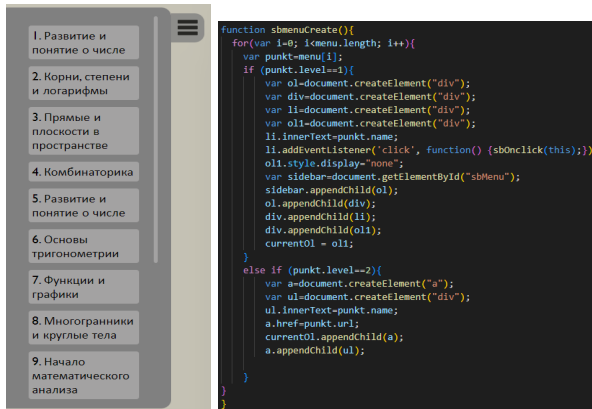 1. Развитие и
понятие о числе
2. Корни, степени
и логарифмы
3. Прямые и
плоскости в
пространстве
4. Комбинаторика
5. Развитие и
понятие о числе
6. Основы
тригонометрии
7. Функции и
графики
8. Многогранники
и круглые тела
9. Начало
математического
анализа
function sbmenuCreate(){
for(var i=0; i<menu.length; i++){
var punkt=menu[i];
if (punkt.level==1){
var ol=document.createElement("div");
var div=document.createElement("div");
var li=document.createElement("div");
var ol1=document.createElement("div");
li.innerText=punkt.name;
li.addEventListener('click', function() {sbOnclick(this);})
ol1.style.display="none";
var sidebar=document.getElementById("sbMenu");
sidebar.appendChild(ol);
ol.appendChild(div);
div.appendChild(li);
div.appendChild(ol1);
currentOl = ol1;
}
else if (punkt.level==2){
var a=document.createElement("a");
var ul=document.createElement("div");
ul.innerText=punkt.name;
a.href=punkt.url;
currentOl.appendChild(a);
a.appendChild(ul);
}
}
}